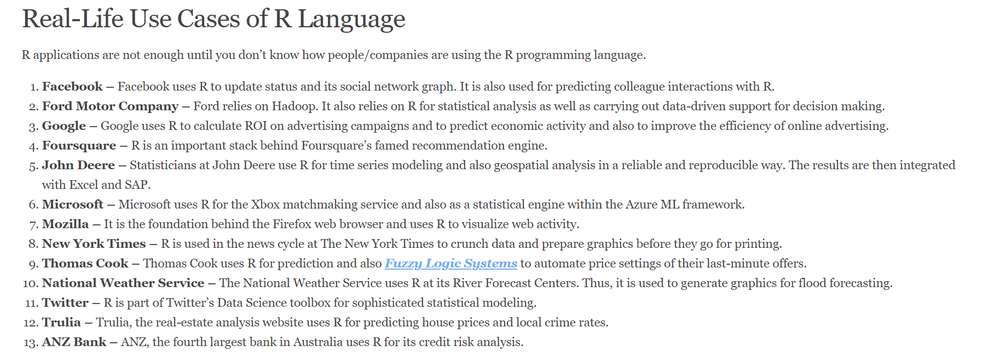 Real-Life Use Cases of R Language
R applications are not enough until you don’t know how people/companies are using the R programming language.
1. Facebook – Facebook uses R to update status and its social network graph. It is also used for predicting colleague interactions with R.
2. Ford Motor Company – Ford relies on Hadoop. It also relies on R for statistical analysis as well as carrying out data-driven support for decision making.
3. Google – Google uses R to calculate ROI on advertising campaigns and to predict economic activity and also to improve the efficiency of online advertising.
4. Foursquare – R is an important stack behind Foursquare’s famed recommendation engine.
5. John Deere – Statisticians at John Deere use R for time series modeling and also geospatial analysis in a reliable and reproducible way. The results are then integrated
with Excel and SAP.
6. Microsoft – Microsoft uses R for the Xbox matchmaking service and also as a statistical engine within the Azure ML framework.
7. Mozilla – It is the foundation behind the Firefox web browser and uses R to visualize web activity.
8. New York Times – R is used in the news cycle at The New York Times to crunch data and prepare graphics before they go for printing.
9. Thomas Cook – Thomas Cook uses R for prediction and also Fuzzy Logic Systems to automate price settings of their last-minute offers.
10. National Weather Service – The National Weather Service uses R at its River Forecast Centers. Thus, it is used to generate graphics for flood forecasting.
11. Twitter – R is part of Twitter’s Data Science toolbox for sophisticated statistical modeling.
12. Trulia – Trulia, the real-estate analysis website uses R for predicting house prices and local crime rates.
13. ANZ Bank – ANZ, the fourth largest bank in Australia uses R for its credit risk analysis.